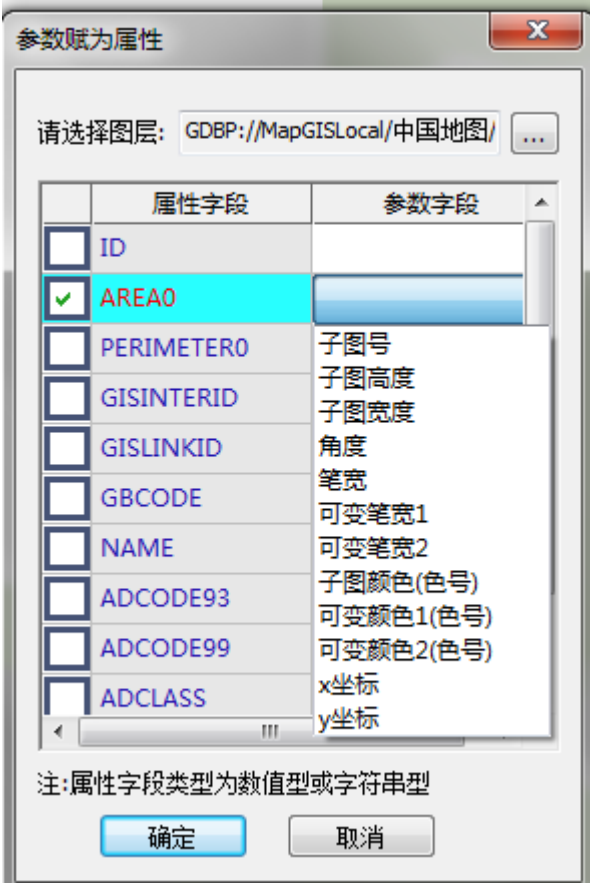 参数赋为属性
请选择图层: GDBP://MapGISLocal/中国地图/ ...
属性字段 参数字段
ID
AREA0
PERIMETER0
GISINTERID
GISLINKID
GBCODE
NAME
ADCODE93
ADCODE99
ADCLASS
子图号
子图高度
子图宽度
角度
笔宽
可变笔宽1
可变笔宽2
子图颜色(色号)
可变颜色1(色号)
可变颜色2(色号)
x坐标
y坐标
注:属性字段类型为数值型或字符串型
确定 取消